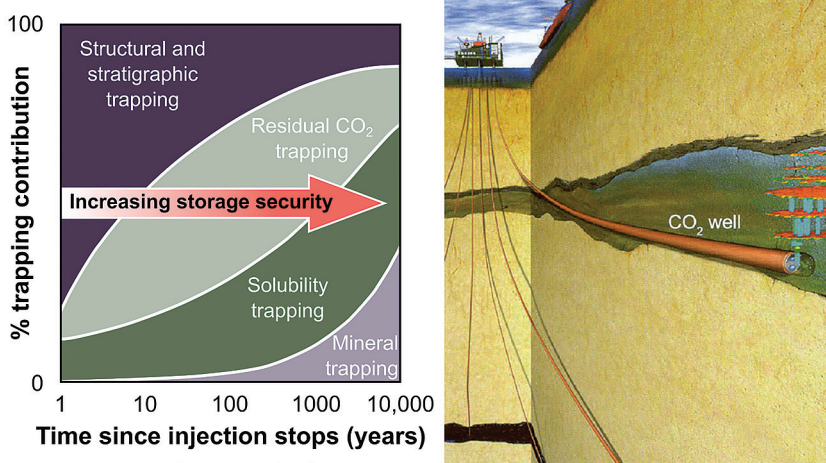 100
Structural and
stratigraphic
trapping
Residual CO₂
trapping
Increasing storage security
Solubility
trapping
Mineral
trapping
% trapping contribution
0
1 10 100 1000 10,000
Time since injection stops (years)
CO₂ well